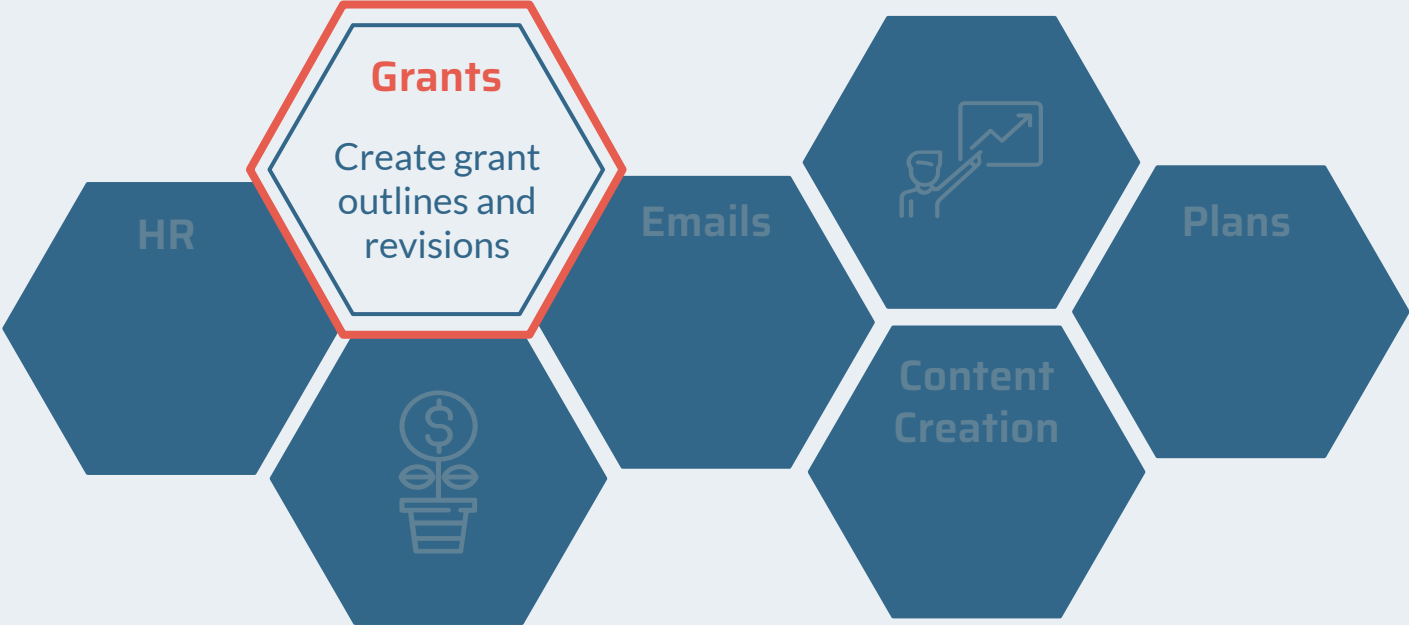 Grants
Create grant
outlines and
revisions
HR
Emails
Plans
Content
Creation
$